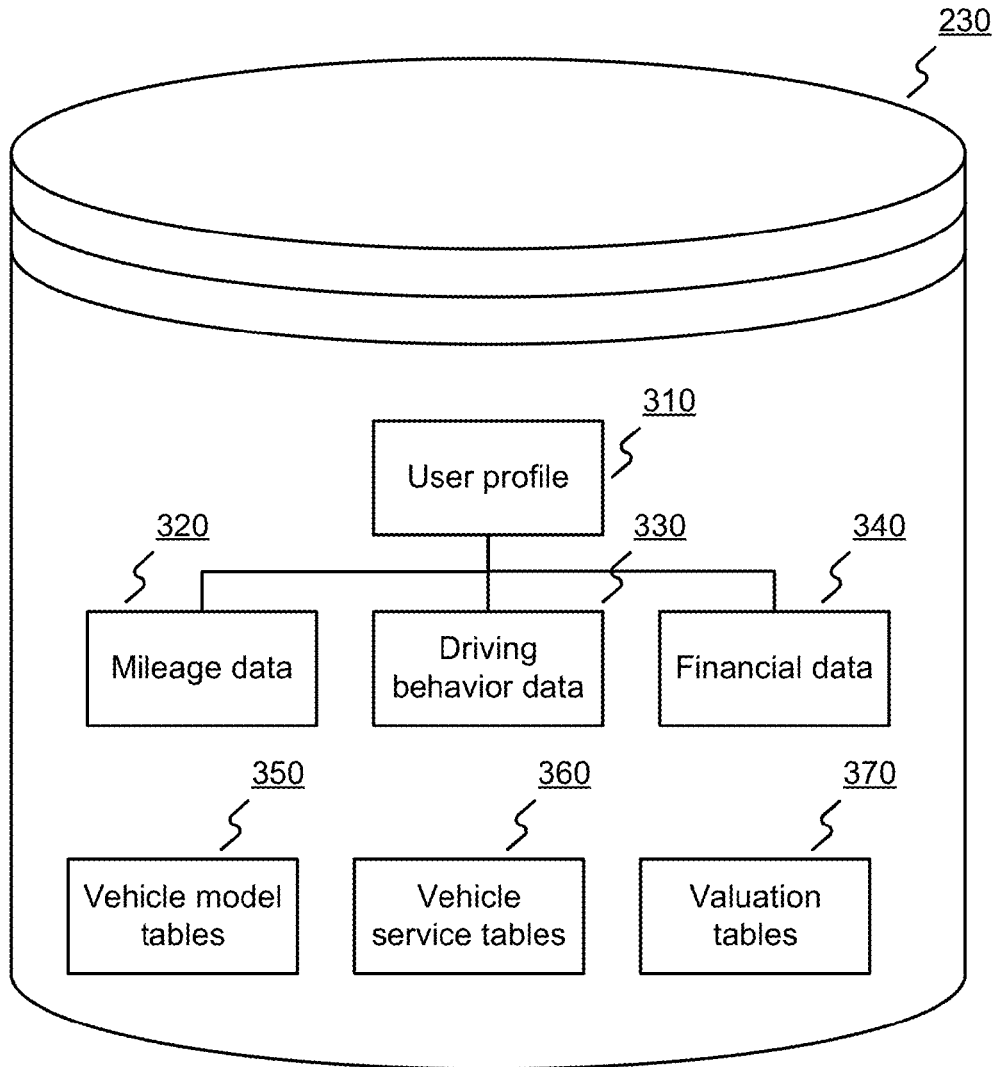 230
310
User profile
320
330
340
Mileage data
Driving
behavior data
Financial data
350
360
370
Vehicle model
tables
Vehicle
service tables
Valuation
tables